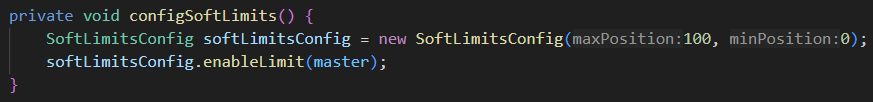 private void configSoftLimits() {
    SoftLimitsConfig softLimitsConfig = new SoftLimitsConfig(maxPosition:100, minPosition:0);
    softLimitsConfig.enableLimit(master);
}